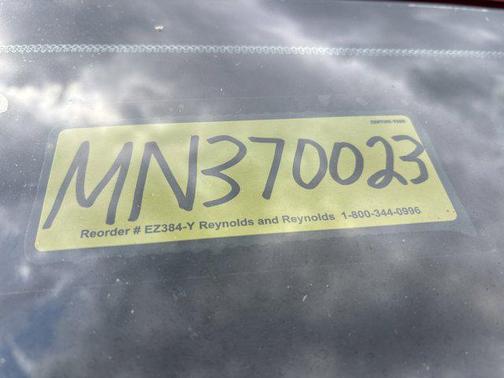 MN370023
Reorder # EZ384-Y Reynolds and Reynolds 1-800-344-0996